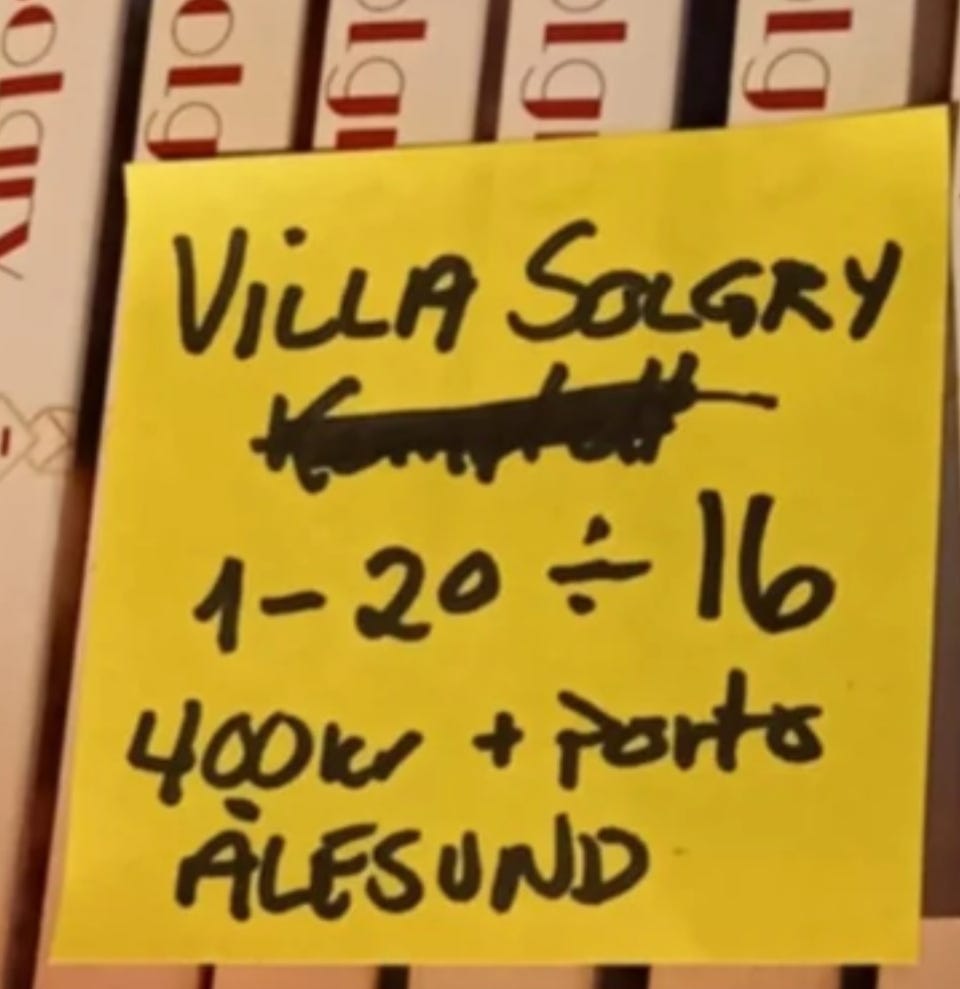 VILLA SOLGRY
1-20 ÷ 16
400kr + porto
ÅLESUND